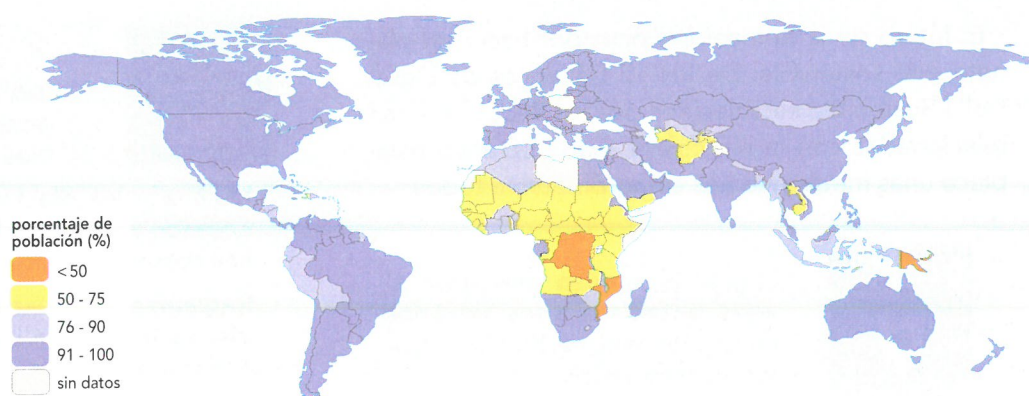 porcentaje de
población (%)
< 50
50 - 75
76 - 90
91 - 100
sin datos